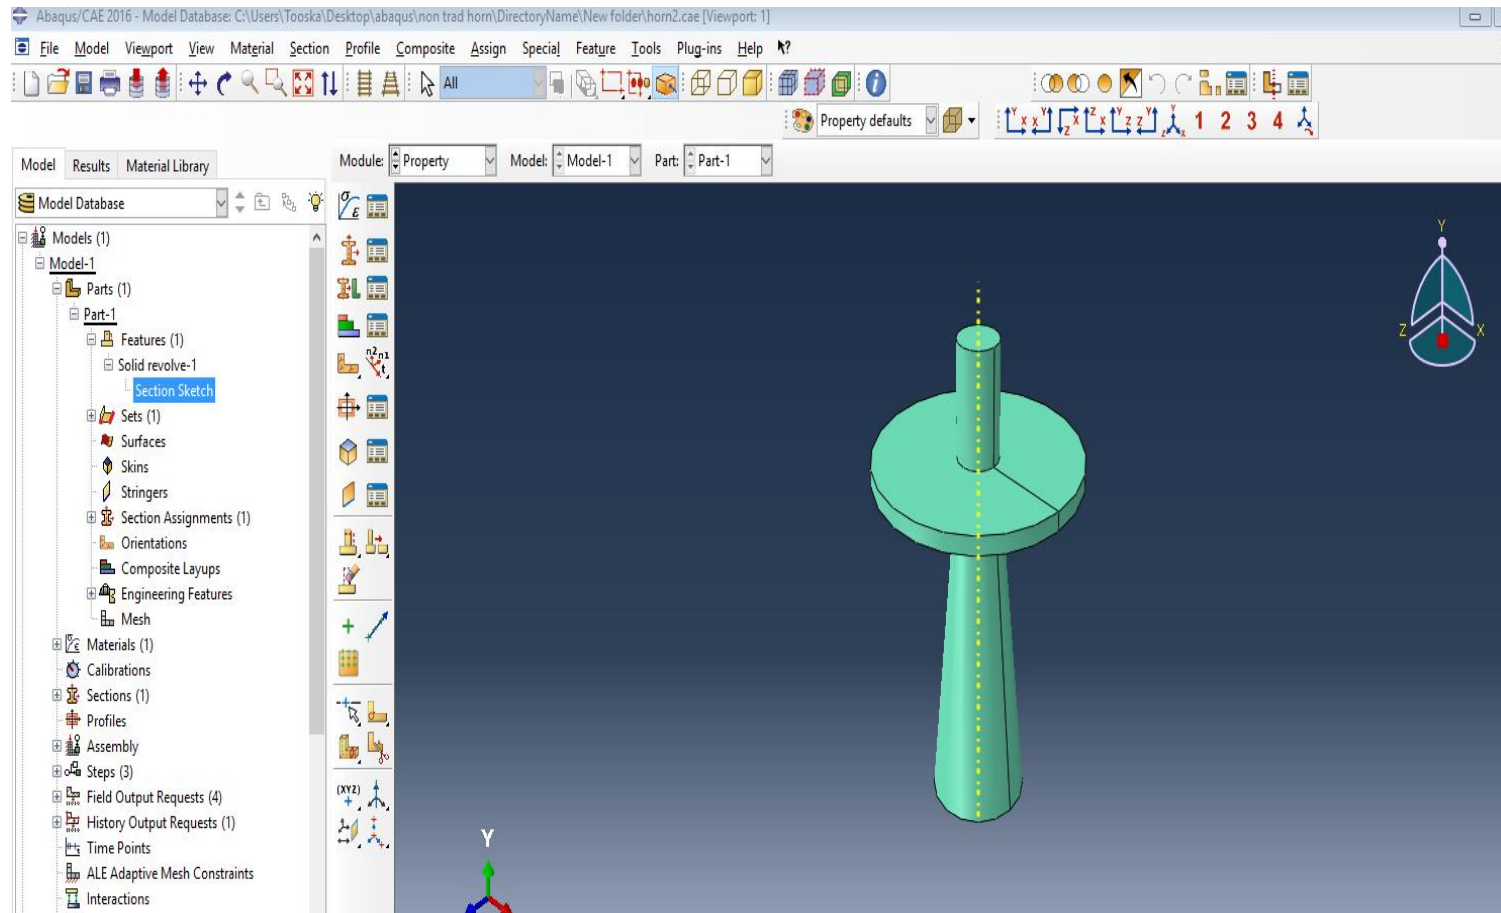 Abaqus/CAE 2016 - Model Database: C:\Users\Tooska\Desktop\abaqus\non trad horn\DirectoryName\New folder\horn2.cae [Viewport: 1]
File Model Viewport View Material Section Profile Composite Assign Special Feature Tools Plug-ins Help
All
Property defaults
1 2 3 4
Model Results Material Library
Module: Property Model: Model-1 Part: Part-1
Model Database
Models (1)
Model-1
Parts (1)
Part-1
Features (1)
Solid revolve-1
Section Sketch
Sets (1)
Surfaces
Skins
Stringers
Section Assignments (1)
Orientations
Composite Layups
Engineering Features
Mesh
Materials (1)
Calibrations
Sections (1)
Profiles
Assembly
Steps (3)
Field Output Requests (4)
History Output Requests (1)
Time Points
ALE Adaptive Mesh Constraints
Interactions
(XYZ)
Y
Z X
Y